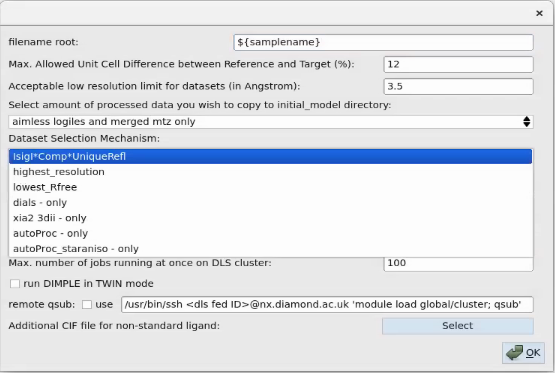 ×
filename root: ${samplename}
Max. Allowed Unit Cell Difference between Reference and Target (%): 12
Acceptable low resolution limit for datasets (in Angstrom): 3.5
Select amount of processed data you wish to copy to initial_model directory:
aimless logiles and merged mtz only
Dataset Selection Mechanism:
IsigI*Comp*UniqueRefl
highest_resolution
lowest_Rfree
dials - only
xia2 3dii - only
autoProc - only
autoProc_staraniso - only
Max. number of jobs running at once on DLS cluster: 100
run DIMPLE in TWIN mode
remote qsub: use /usr/bin/ssh <dls fed ID>@nx.diamond.ac.uk 'module load global/cluster; qsub'
Additional CIF file for non-standard ligand: Select
OK